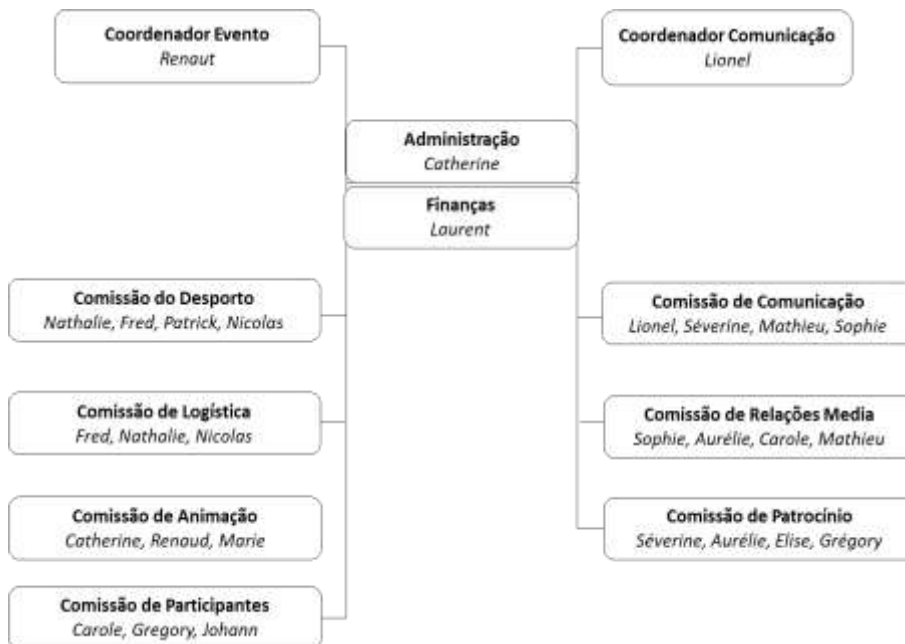 Coordenador Evento
Renaut
Coordenador Comunicação
Lionel
Administração
Catherine
Finanças
Laurent
Comissão do Desporto
Nathalie, Fred, Patrick, Nicolas
Comissão de Comunicação
Lionel, Séverine, Mathieu, Sophie
Comissão de Logística
Fred, Nathalie, Nicolas
Comissão de Relações Media
Sophie, Aurélie, Carole, Mathieu
Comissão de Animação
Catherine, Renaud, Marie
Comissão de Patrocínio
Séverine, Aurélie, Elise, Grégory
Comissão de Participantes
Carole, Gregory, Johann